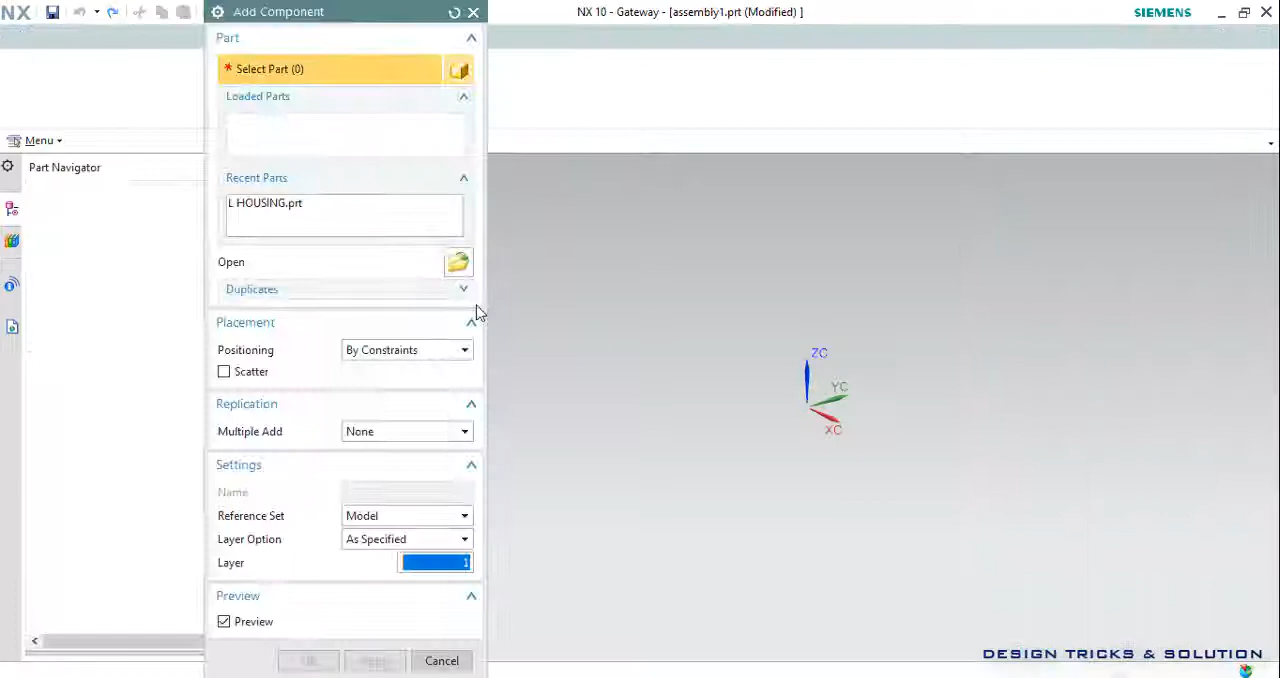 NX
Add Component
NX 10 - Gateway - [assembly1.prt (Modified) ]
SIEMENS
Part
* Select Part (0)
Loaded Parts
Menu
Part Navigator
Recent Parts
L HOUSING.prt
Open
Duplicates
Placement
Positioning
By Constraints
Scatter
Replication
Multiple Add
None
Settings
Name
Reference Set
Model
Layer Option
As Specified
Layer
1
Preview
Preview
Cancel
ZC
YC
XC
DESIGN TRICKS & SOLUTION